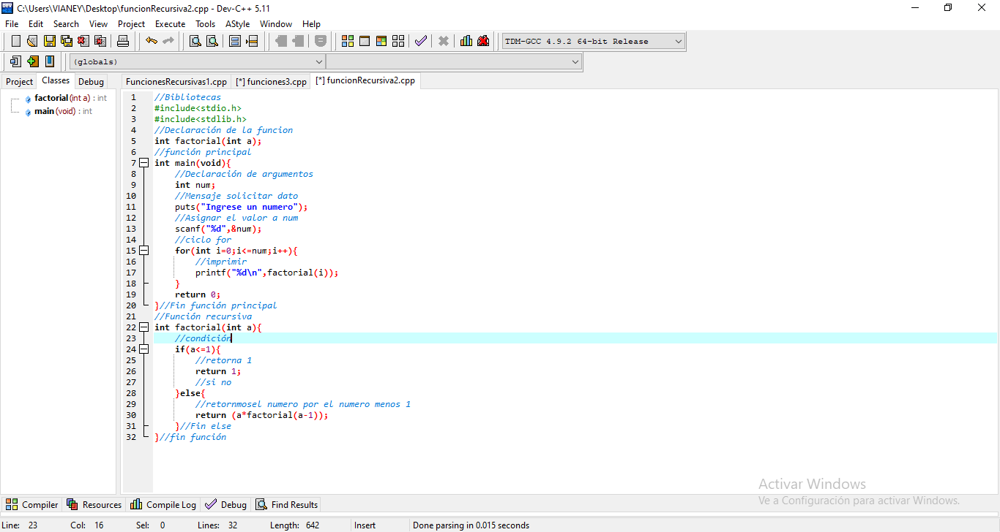 C:\Users\VIANEY\Desktop\funcionRecursiva2.cpp - Dev-C++ 5.11
File Edit Search View Project Execute Tools AStyle Window Help
TDM-GCC 4.9.2 64-bit Release
(globals)
Project Classes Debug
FuncionesRecursivas1.cpp [*] funciones3.cpp [*] funcionRecursiva2.cpp
factorial (int a) : int
main (void) : int
1 //Bibliotecas
2 #include<stdio.h>
3 #include<stdlib.h>
4 //Declaración de la funcion
5 int factorial(int a);
6 //función principal
7 int main(void){
8 //Declaración de argumentos
9 int num;
10 //Mensaje solicitar dato
11 puts("Ingrese un numero");
12 //Asignar el valor a num
13 scanf("%d",&num);
14 //ciclo for
15 for(int i=0;i<=num;i++){
16 //imprimir
17 printf("%d\n",factorial(i));
18 }
19 return 0;
20 }//Fin función principal
21 //Función recursiva
22 int factorial(int a){
23 //condición
24 if(a<=1){
25 //retorna 1
26 return 1;
27 //si no
28 }else{
29 //retornmosel numero por el numero menos 1
30 return (a*factorial(a-1));
31 }//Fin else
32 }//fin función
Activar Windows
Ve a Configuración para activar Windows.
Compiler Resources Compile Log Debug Find Results
Line: 23 Col: 16 Sel: 0 Lines: 32 Length: 642 Insert Done parsing in 0.015 seconds